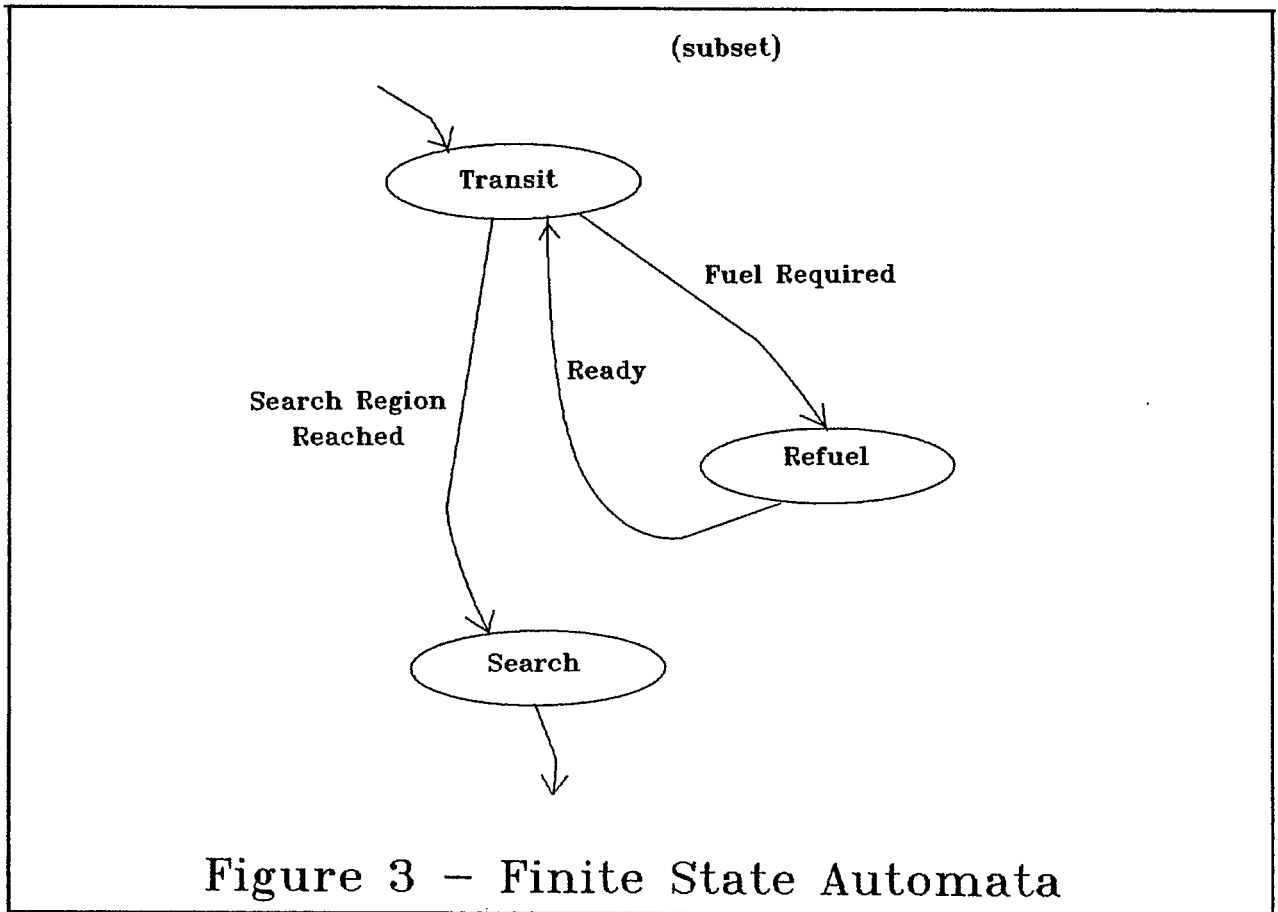 (subset)
Transit
Fuel Required
Ready
Search Region
Reached
Refuel
Search
Figure 3 – Finite State Automata